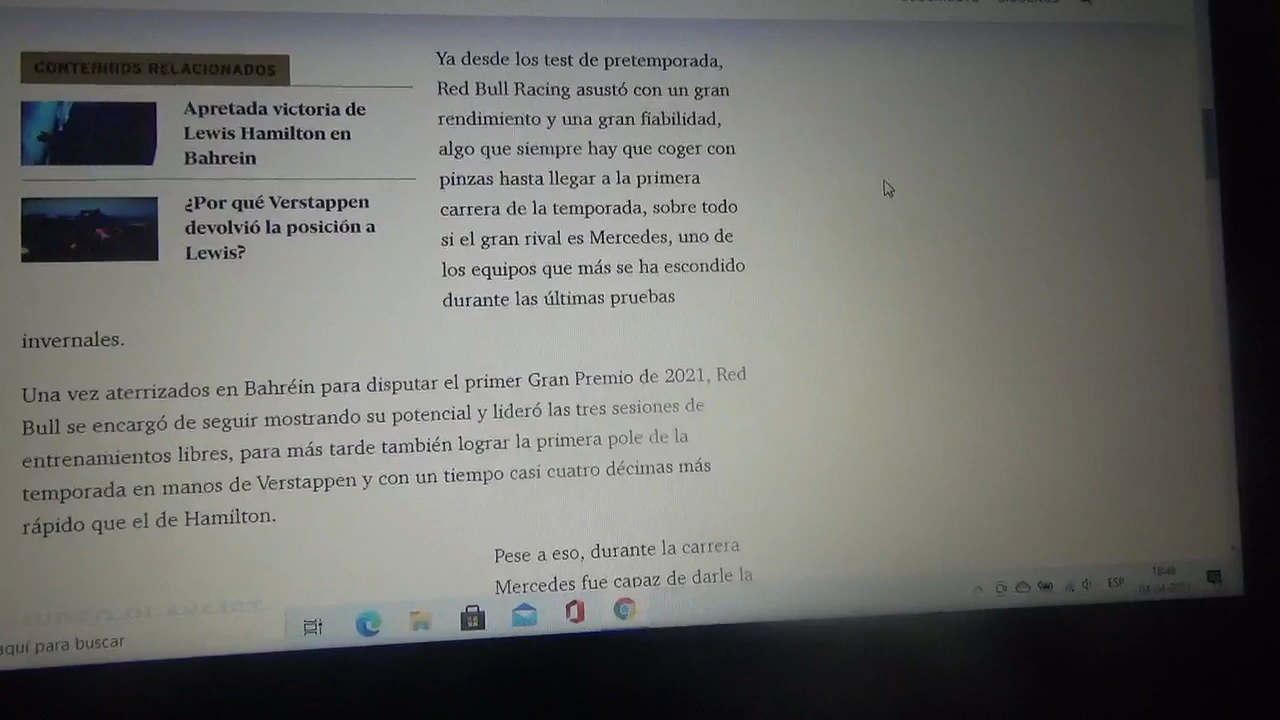 CONTENIDOS RELACIONADOS
Apretada victoria de
Lewis Hamilton en
Bahrein
¿Por qué Verstappen
devolvió la posición a
Lewis?
Ya desde los test de pretemporada,
Red Bull Racing asustó con un gran
rendimiento y una gran fiabilidad,
algo que siempre hay que coger con
pinzas hasta llegar a la primera
carrera de la temporada, sobre todo
si el gran rival es Mercedes, uno de
los equipos que más se ha escondido
durante las últimas pruebas
invernales.
Una vez aterrizados en Bahréin para disputar el primer Gran Premio de 2021, Red
Bull se encargó de seguir mostrando su potencial y lideró las tres sesiones de
entrenamientos libres, para más tarde también lograr la primera pole de la
temporada en manos de Verstappen y con un tiempo casi cuatro décimas más
rápido que el de Hamilton.
Pese a eso, durante la carrera
Mercedes fue capaz de darle la
aquí para buscar
ESP